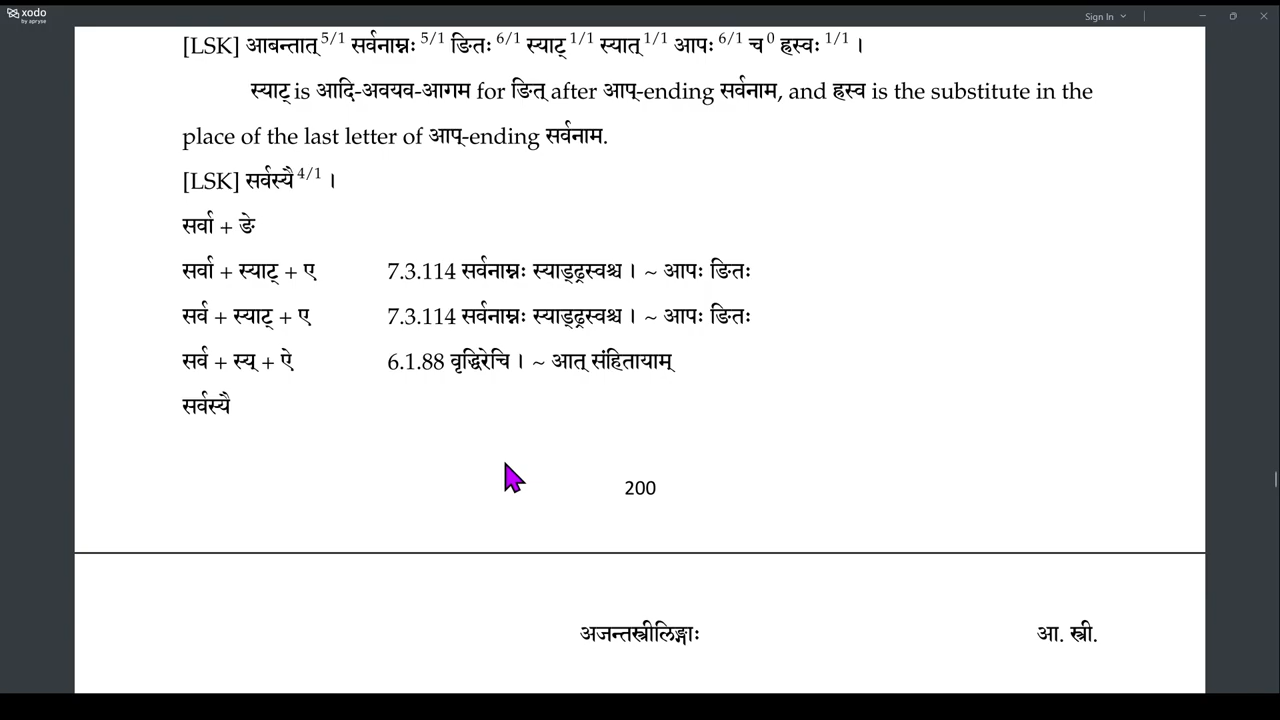 xodo
by apryse
Sign In
[LSK] आबन्तात् 5/1 सर्वनाम्नः 5/1 ङितः 6/1 स्याट् 1/1 स्यात् 1/1 आपः 6/1 च 0 ह्रस्वः 1/1 ।
स्याट् is आदि-अवयव-आगम for ङित् after आप्-ending सर्वनाम, and ह्रस्व is the substitute in the
place of the last letter of आप्-ending सर्वनाम.
[LSK] सर्वस्यै 4/1 ।
सर्वा + ङे
सर्वा + स्याट् + ए 7.3.114 सर्वनाम्नः स्याड्ढ्रस्वश्च । ~ आपः ङितः
सर्व + स्याट् + ए 7.3.114 सर्वनाम्नः स्याड्ढ्रस्वश्च । ~ आपः ङितः
सर्व + स्य् + ऐ 6.1.88 वृद्धिरेचि । ~ आत् संहितायाम्
सर्वस्यै
200
अजन्तस्त्रीलिङ्गाः आ. स्त्री.